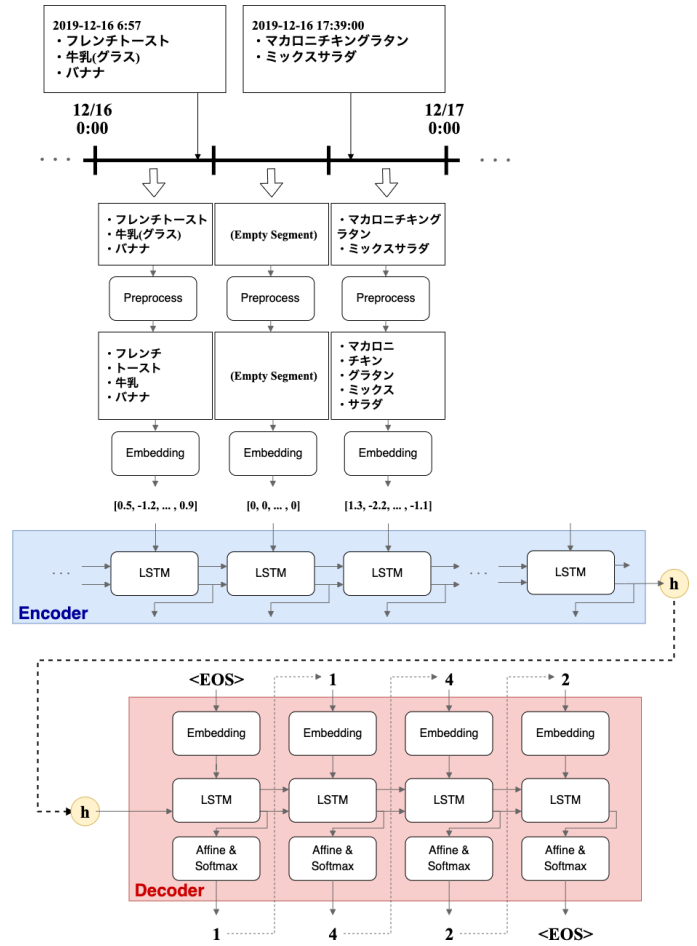 2019-12-16 6:57
・フレンチトースト
・牛乳(グラス)
・バナナ
2019-12-16 17:39:00
・マカロニチキングラタン
・ミックスサラダ
12/16
0:00
12/17
0:00
・・・
・・・
・フレンチトースト
・牛乳(グラス)
・バナナ
(Empty Segment)
・マカロニチキング
ラタン
・ミックスサラダ
Preprocess
Preprocess
Preprocess
・フレンチ
・トースト
・牛乳
・バナナ
(Empty Segment)
・マカロニ
・チキン
・グラタン
・ミックス
・サラダ
Embedding
Embedding
Embedding
[0.5, -1.2, ... , 0.9]
[0, 0, ... , 0]
[1.3, -2.2, ... , -1.1]
・・・
LSTM
LSTM
LSTM
・・・
LSTM
h
Encoder
<EOS>
1
4
2
Embedding
Embedding
Embedding
Embedding
h
LSTM
LSTM
LSTM
LSTM
Affine &
Softmax
Affine &
Softmax
Affine &
Softmax
Affine &
Softmax
Decoder
1
4
2
<EOS>